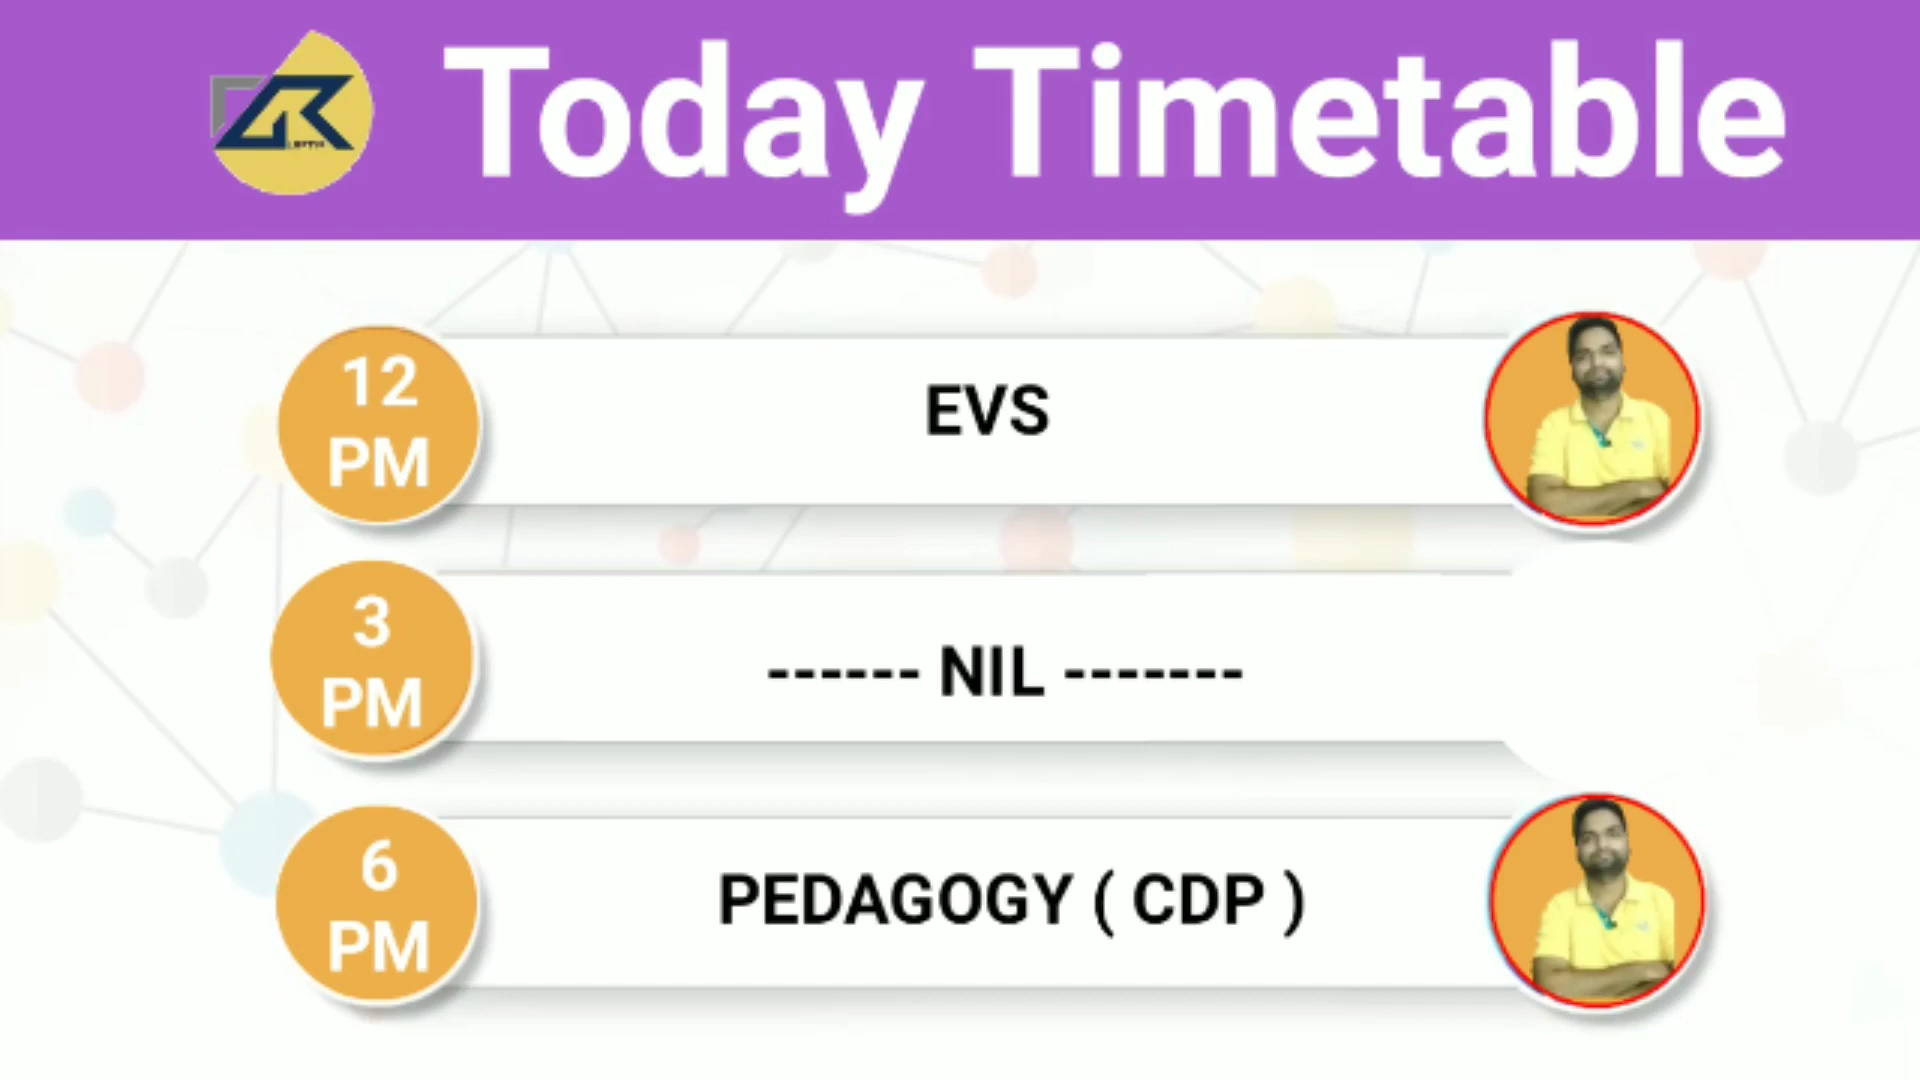 Today Timetable
12
PM
EVS
3
PM
------ NIL -------
6
PM
PEDAGOGY ( CDP )